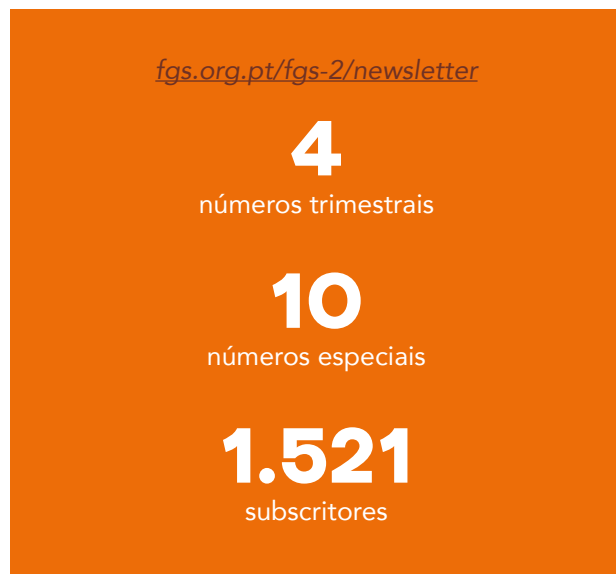 fgs.org.pt/fgs-2/newsletter
4
números trimestrais
10
números especiais
1.521
subscritores